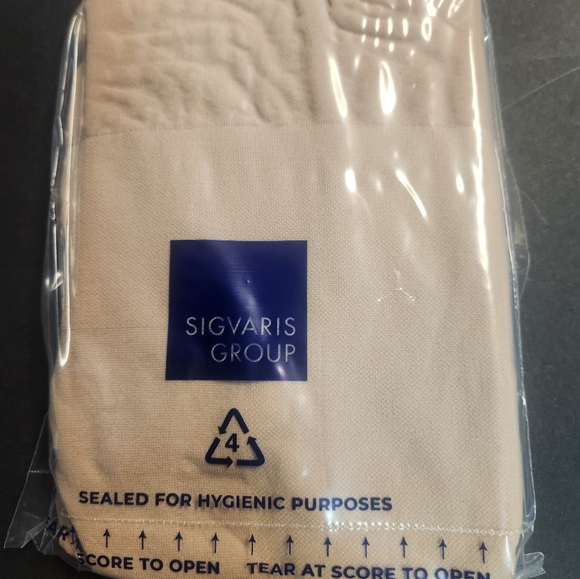 SIGVARIS
GROUP
4
SEALED FOR HYGIENIC PURPOSES
SCORE TO OPEN TEAR AT SCORE TO OPEN